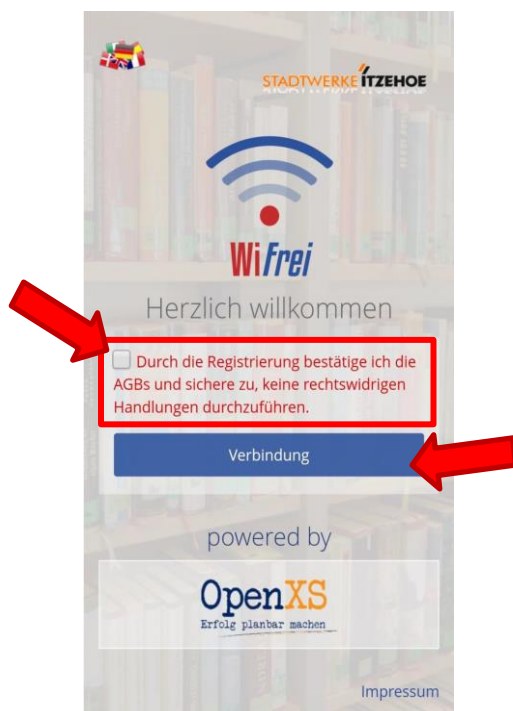 STADTWERKE ITZEHOE
WiFrei
Herzlich willkommen
Durch die Registrierung bestätige ich die
AGBs und sichere zu, keine rechtswidrigen
Handlungen durchzuführen.
Verbindung
powered by
OpenXS
Erfolg planbar machen
Impressum